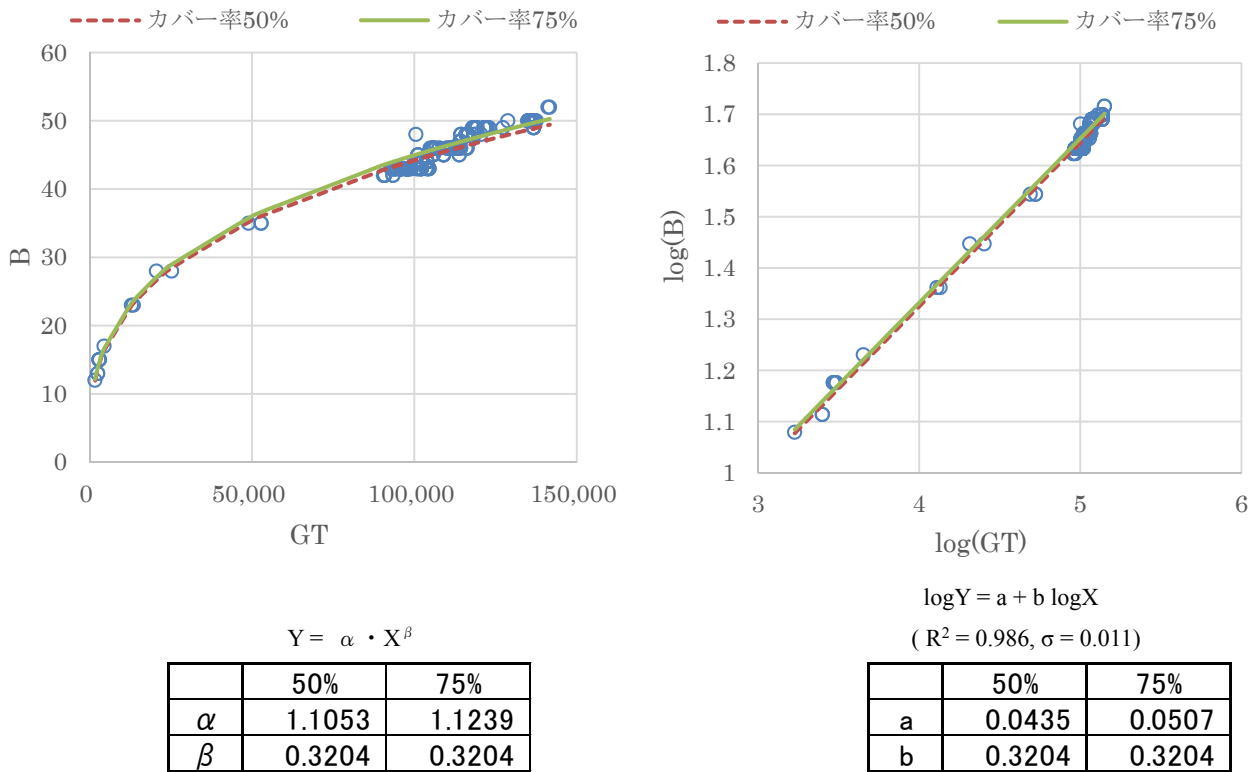 カバー率50% カバー率75%
60
50
40
30
20
10
0
B
0 50,000 100,000 150,000
GT
カバー率50% カバー率75%
1.8
1.7
1.6
1.5
1.4
1.3
1.2
1.1
1
log(B)
3 4 5 6
log(GT)
Y = α ・ X^β
50% 75%
α 1.1053 1.1239
β 0.3204 0.3204
logY = a + b logX
( R² = 0.986, σ = 0.011)
50% 75%
a 0.0435 0.0507
b 0.3204 0.3204